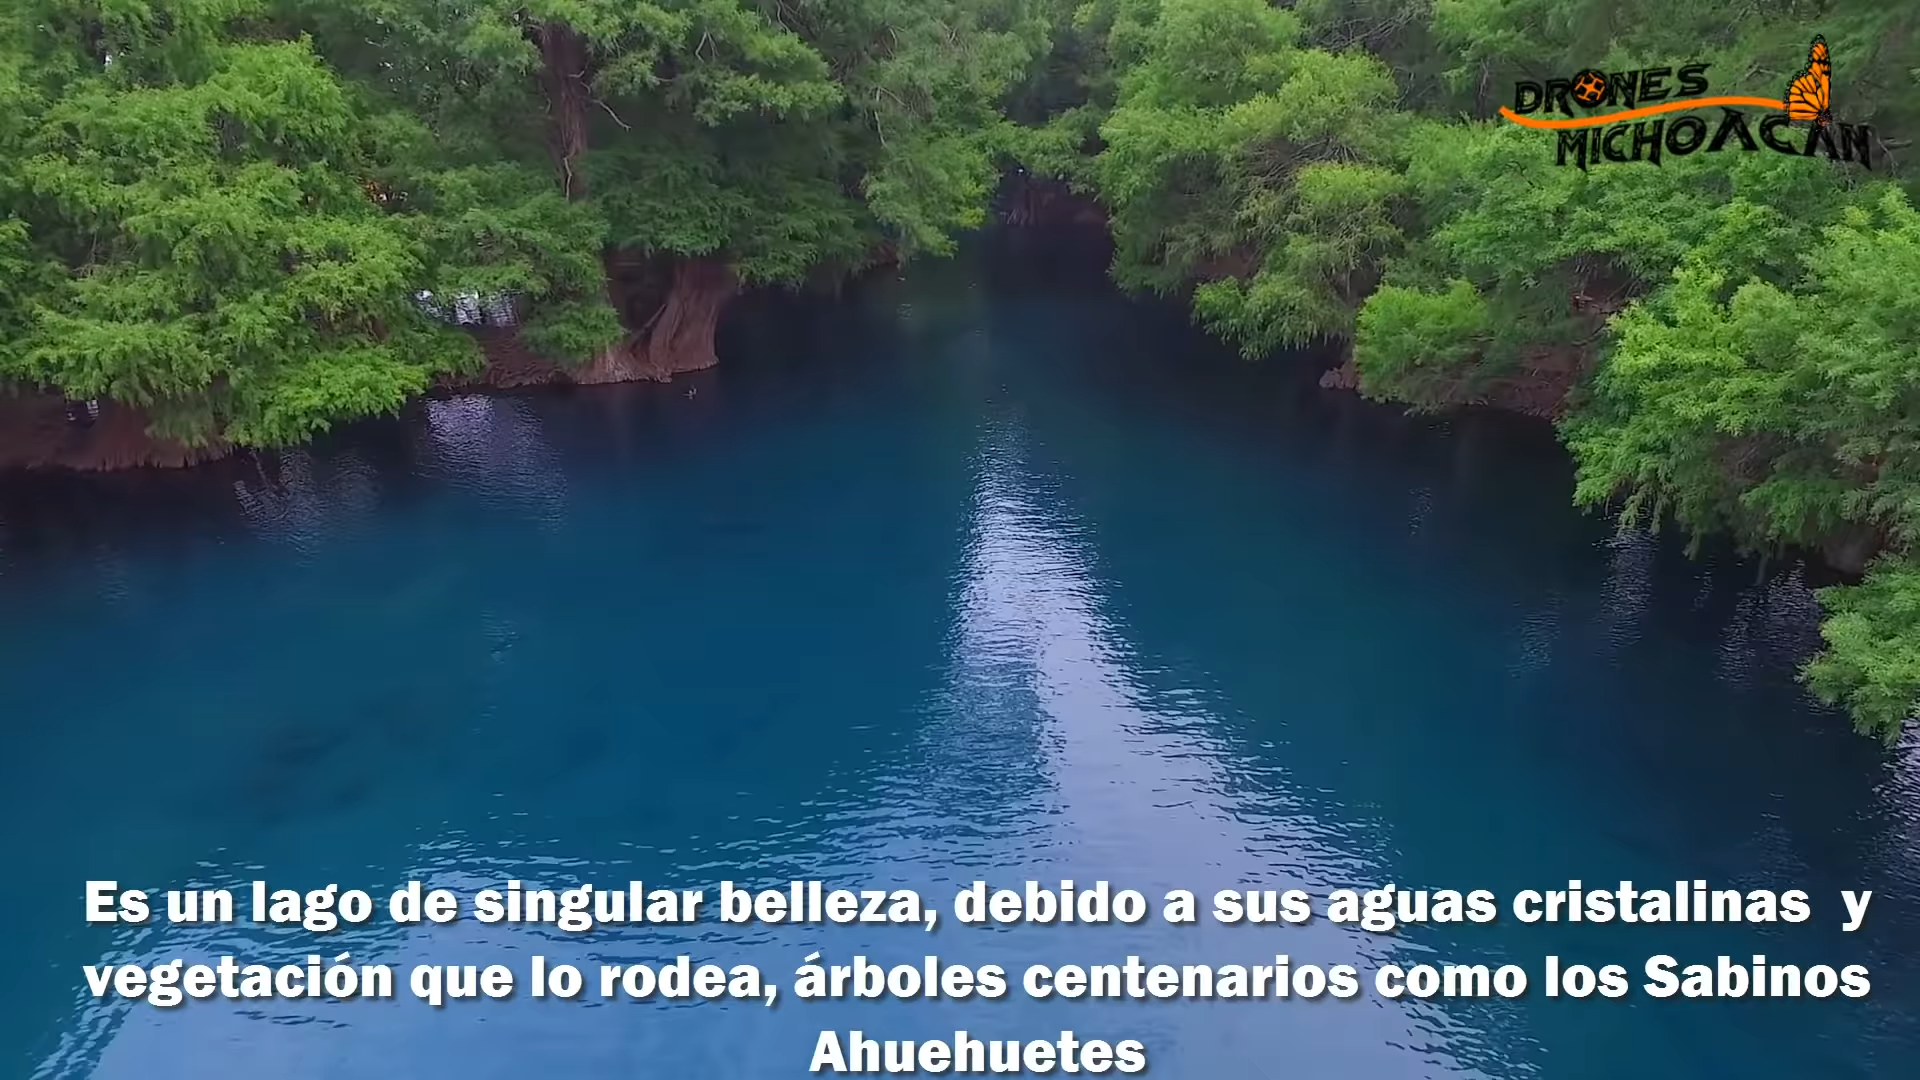 DRONES
MICHOACÁN
Es un lago de singular belleza, debido a sus aguas cristalinas  y
vegetación que lo rodea, árboles centenarios como los Sabinos
Ahuehuetes